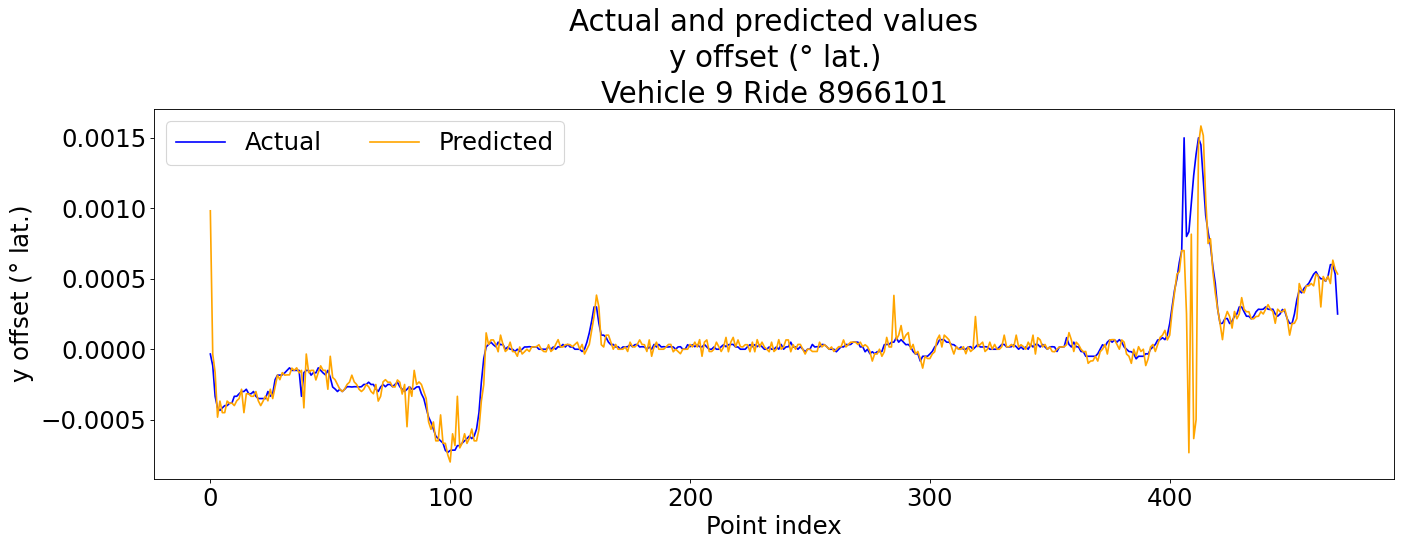 Actual and predicted values
y offset (° lat.)
Vehicle 9 Ride 8966101
Actual
Predicted
0.0015
0.0010
0.0005
0.0000
−0.0005
y offset (° lat.)
0
100
200
300
400
Point index